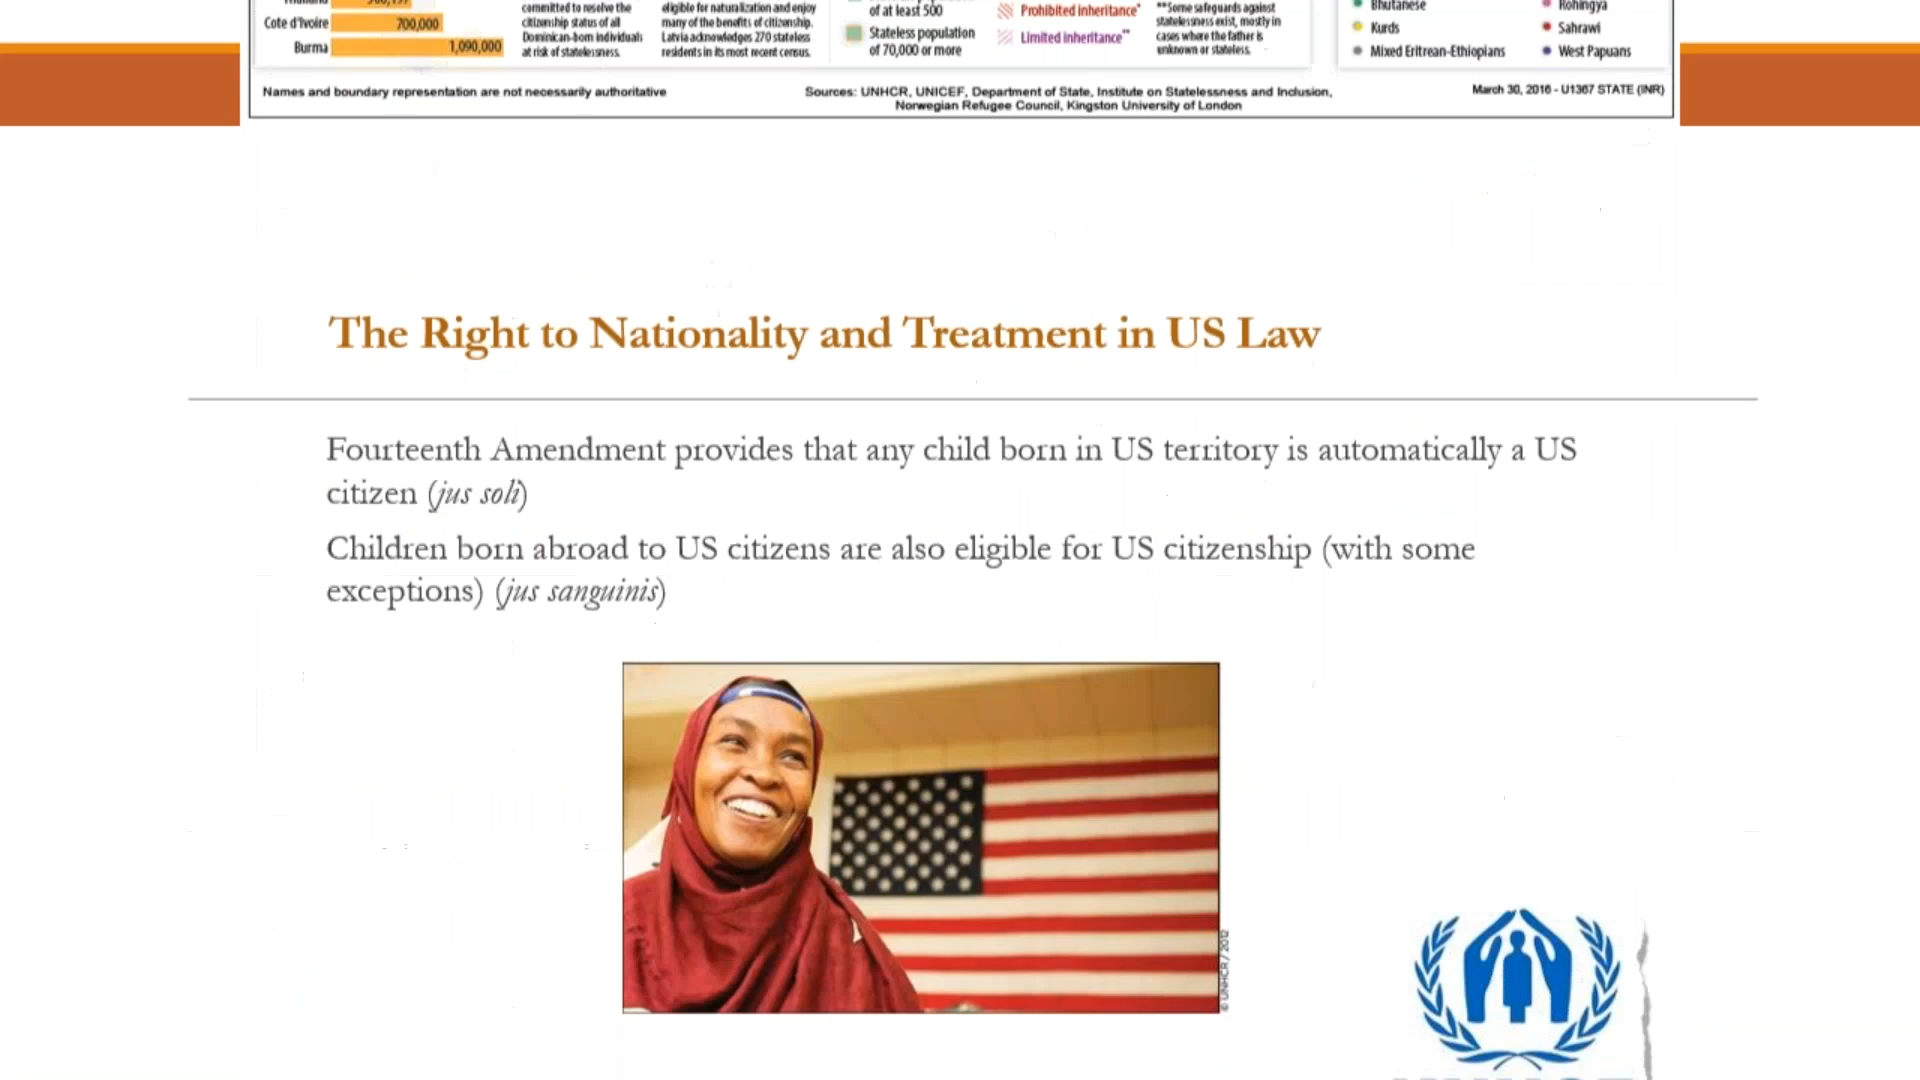 Cote d'Ivoire 700,000
Burma 1,090,000
committed to resolve the
citizenship status of all
Dominican-born individuals
at risk of statelessness.
eligible for naturalization and enjoy
many of the benefits of citizenship.
Latvia acknowledges 270 stateless
residents in its most recent census.
of at least 500
Stateless population
of 70,000 or more
Prohibited inheritance*
Limited inheritance**
**Some safeguards against
statelessness exist, mostly in
cases where the father is
unknown or stateless.
Bhutanese
Kurds
Mixed Eritrean-Ethiopians
Rohingya
Sahrawi
West Papuans
Names and boundary representation are not necessarily authoritative
Sources: UNHCR, UNICEF, Department of State, Institute on Statelessness and Inclusion,
Norwegian Refugee Council, Kingston University of London
March 30, 2016 - U1367 STATE (INR)
The Right to Nationality and Treatment in US Law
Fourteenth Amendment provides that any child born in US territory is automatically a US
citizen (jus soli)
Children born abroad to US citizens are also eligible for US citizenship (with some
exceptions) (jus sanguinis)
© UNHCR / 2012